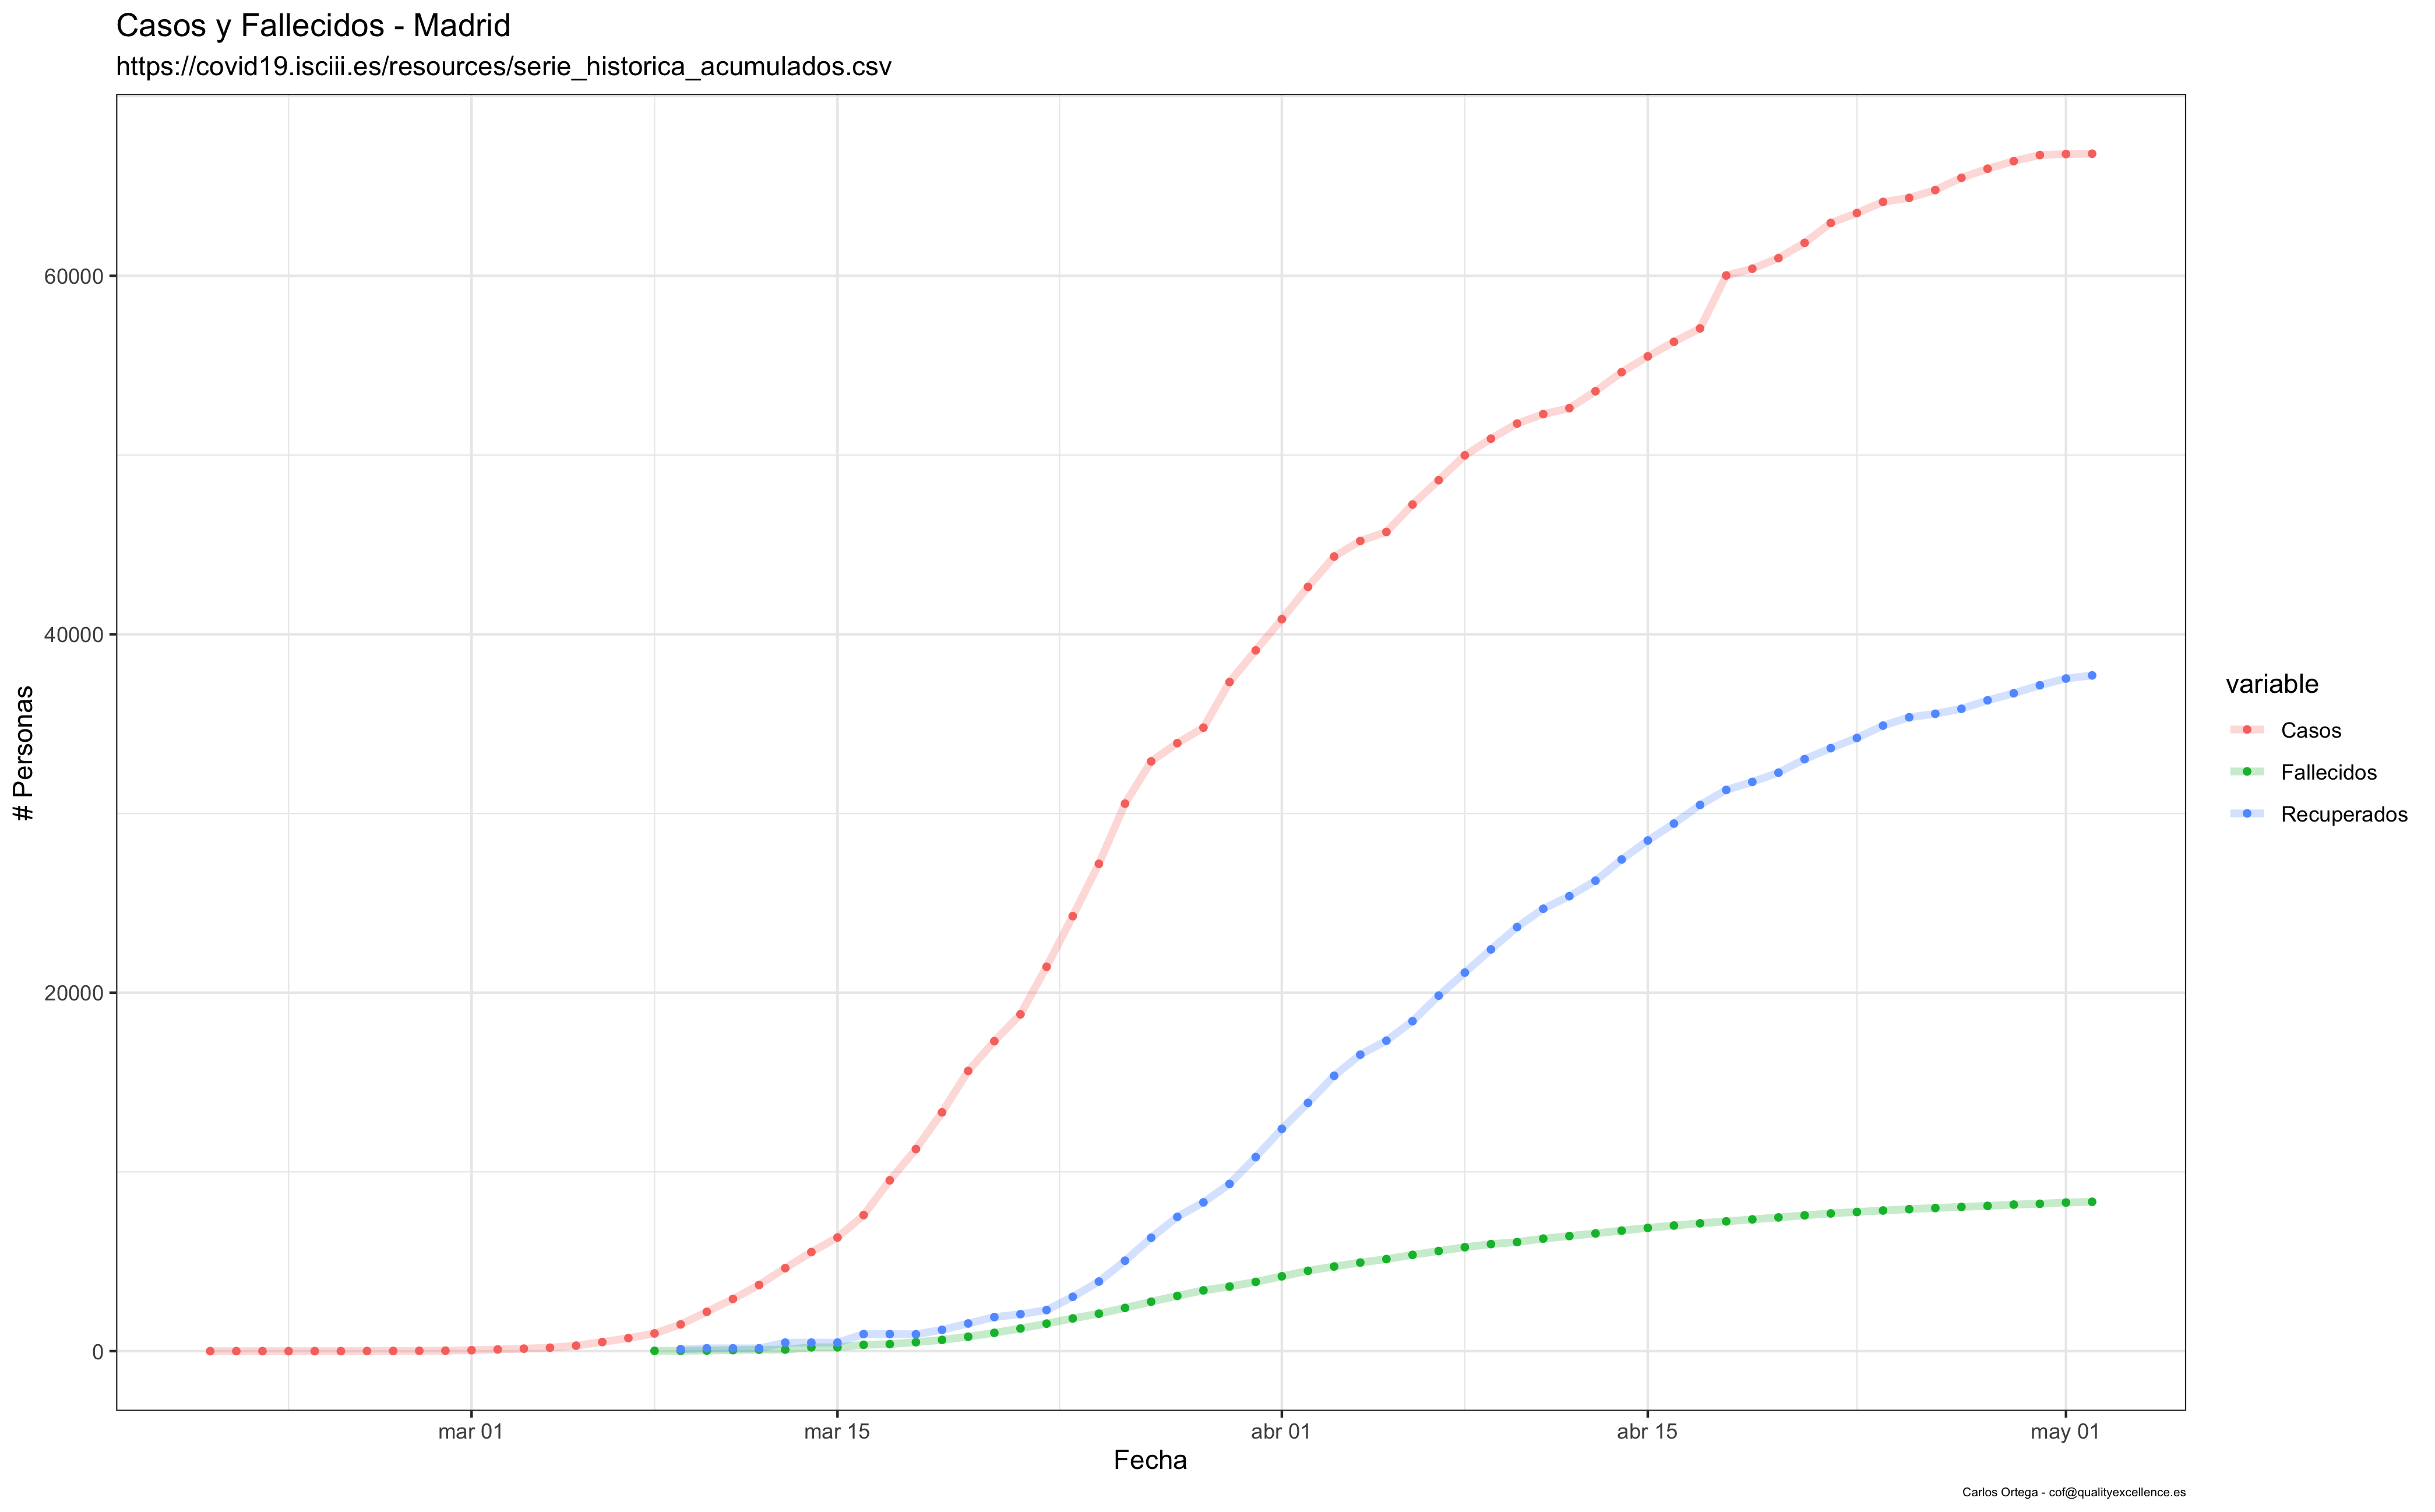 Casos y Fallecidos - Madrid
https://covid19.isciii.es/resources/serie_historica_acumulados.csv
60000
40000
20000
0
# Personas
mar 01
mar 15
abr 01
abr 15
may 01
Fecha
variable
Casos
Fallecidos
Recuperados
Carlos Ortega - cof@qualityexcellence.es